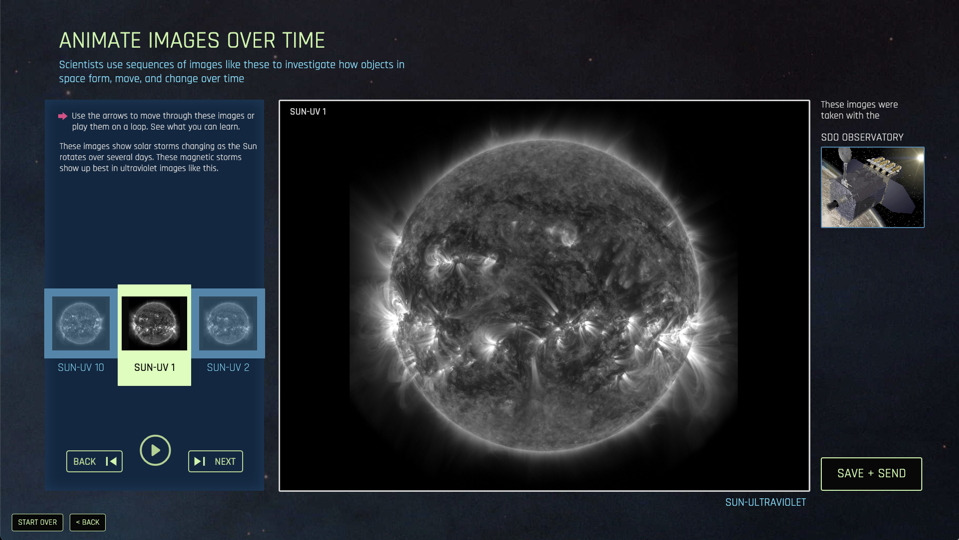 ANIMATE IMAGES OVER TIME
Scientists use sequences of images like these to investigate how objects in
space form, move, and change over time
Use the arrows to move through these images or
play them on a loop. See what you can learn.
These images show solar storms changing as the Sun
rotates over several days. These magnetic storms
show up best in ultraviolet images like this.
SUN-UV 10
SUN-UV 1
SUN-UV 2
BACK
NEXT
SUN-UV 1
SUN-ULTRAVIOLET
These images were
taken with the
SDO OBSERVATORY
SAVE + SEND
START OVER
< BACK